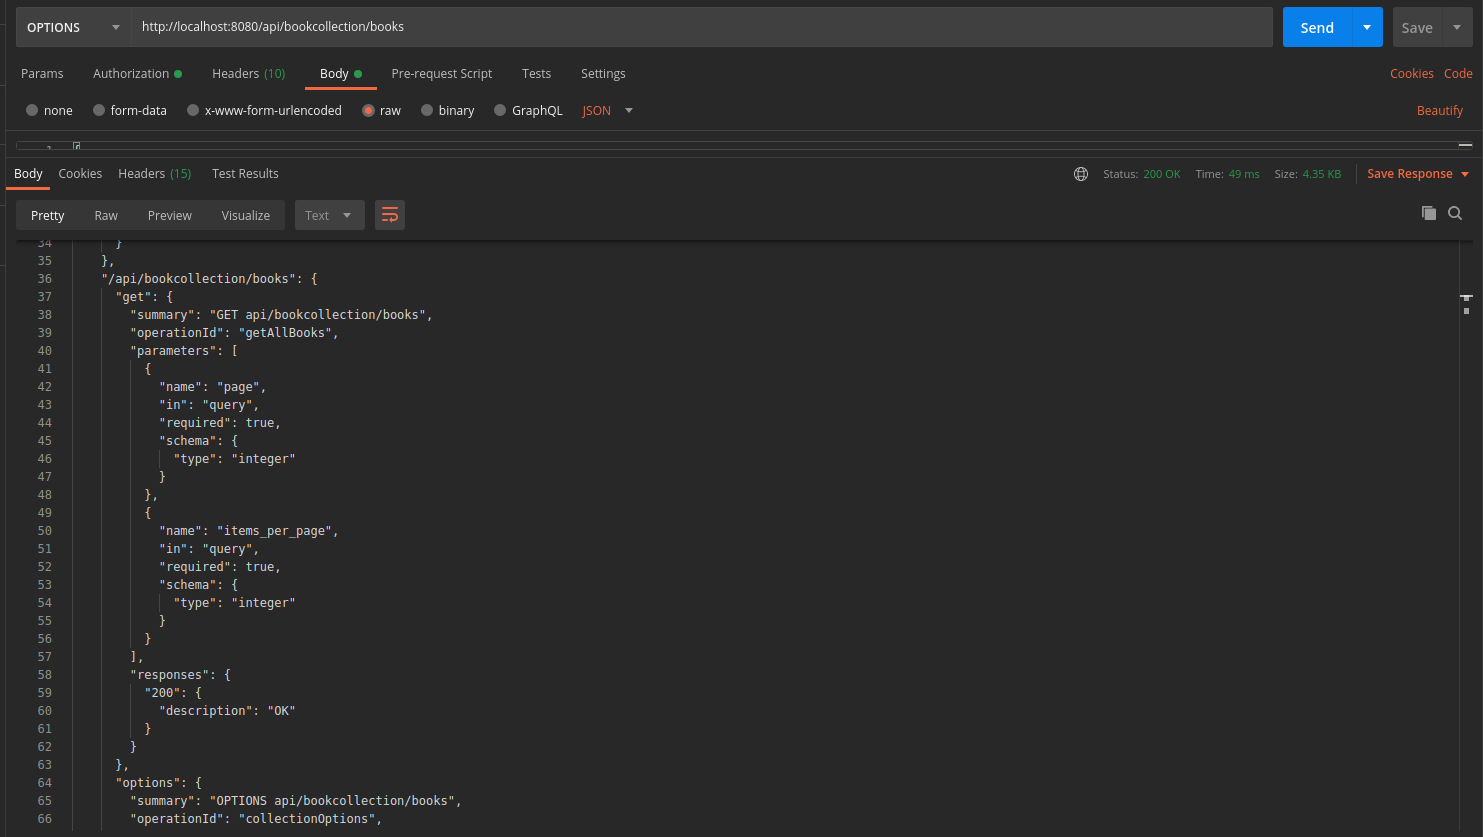 OPTIONS http://localhost:8080/api/bookcollection/books Send Save
Params Authorization Headers (10) Body Pre-request Script Tests Settings Cookies Code
none form-data x-www-form-urlencoded raw binary GraphQL JSON Beautify
Body Cookies Headers (15) Test Results Status: 200 OK Time: 49 ms Size: 4.35 KB Save Response
Pretty Raw Preview Visualize Text
34 }
35 },
36 "/api/bookcollection/books": {
37 "get": {
38 "summary": "GET api/bookcollection/books",
39 "operationId": "getAllBooks",
40 "parameters": [
41 {
42 "name": "page",
43 "in": "query",
44 "required": true,
45 "schema": {
46 "type": "integer"
47 }
48 },
49 {
50 "name": "items_per_page",
51 "in": "query",
52 "required": true,
53 "schema": {
54 "type": "integer"
55 }
56 }
57 ],
58 "responses": {
59 "200": {
60 "description": "OK"
61 }
62 }
63 },
64 "options": {
65 "summary": "OPTIONS api/bookcollection/books",
66 "operationId": "collectionOptions",